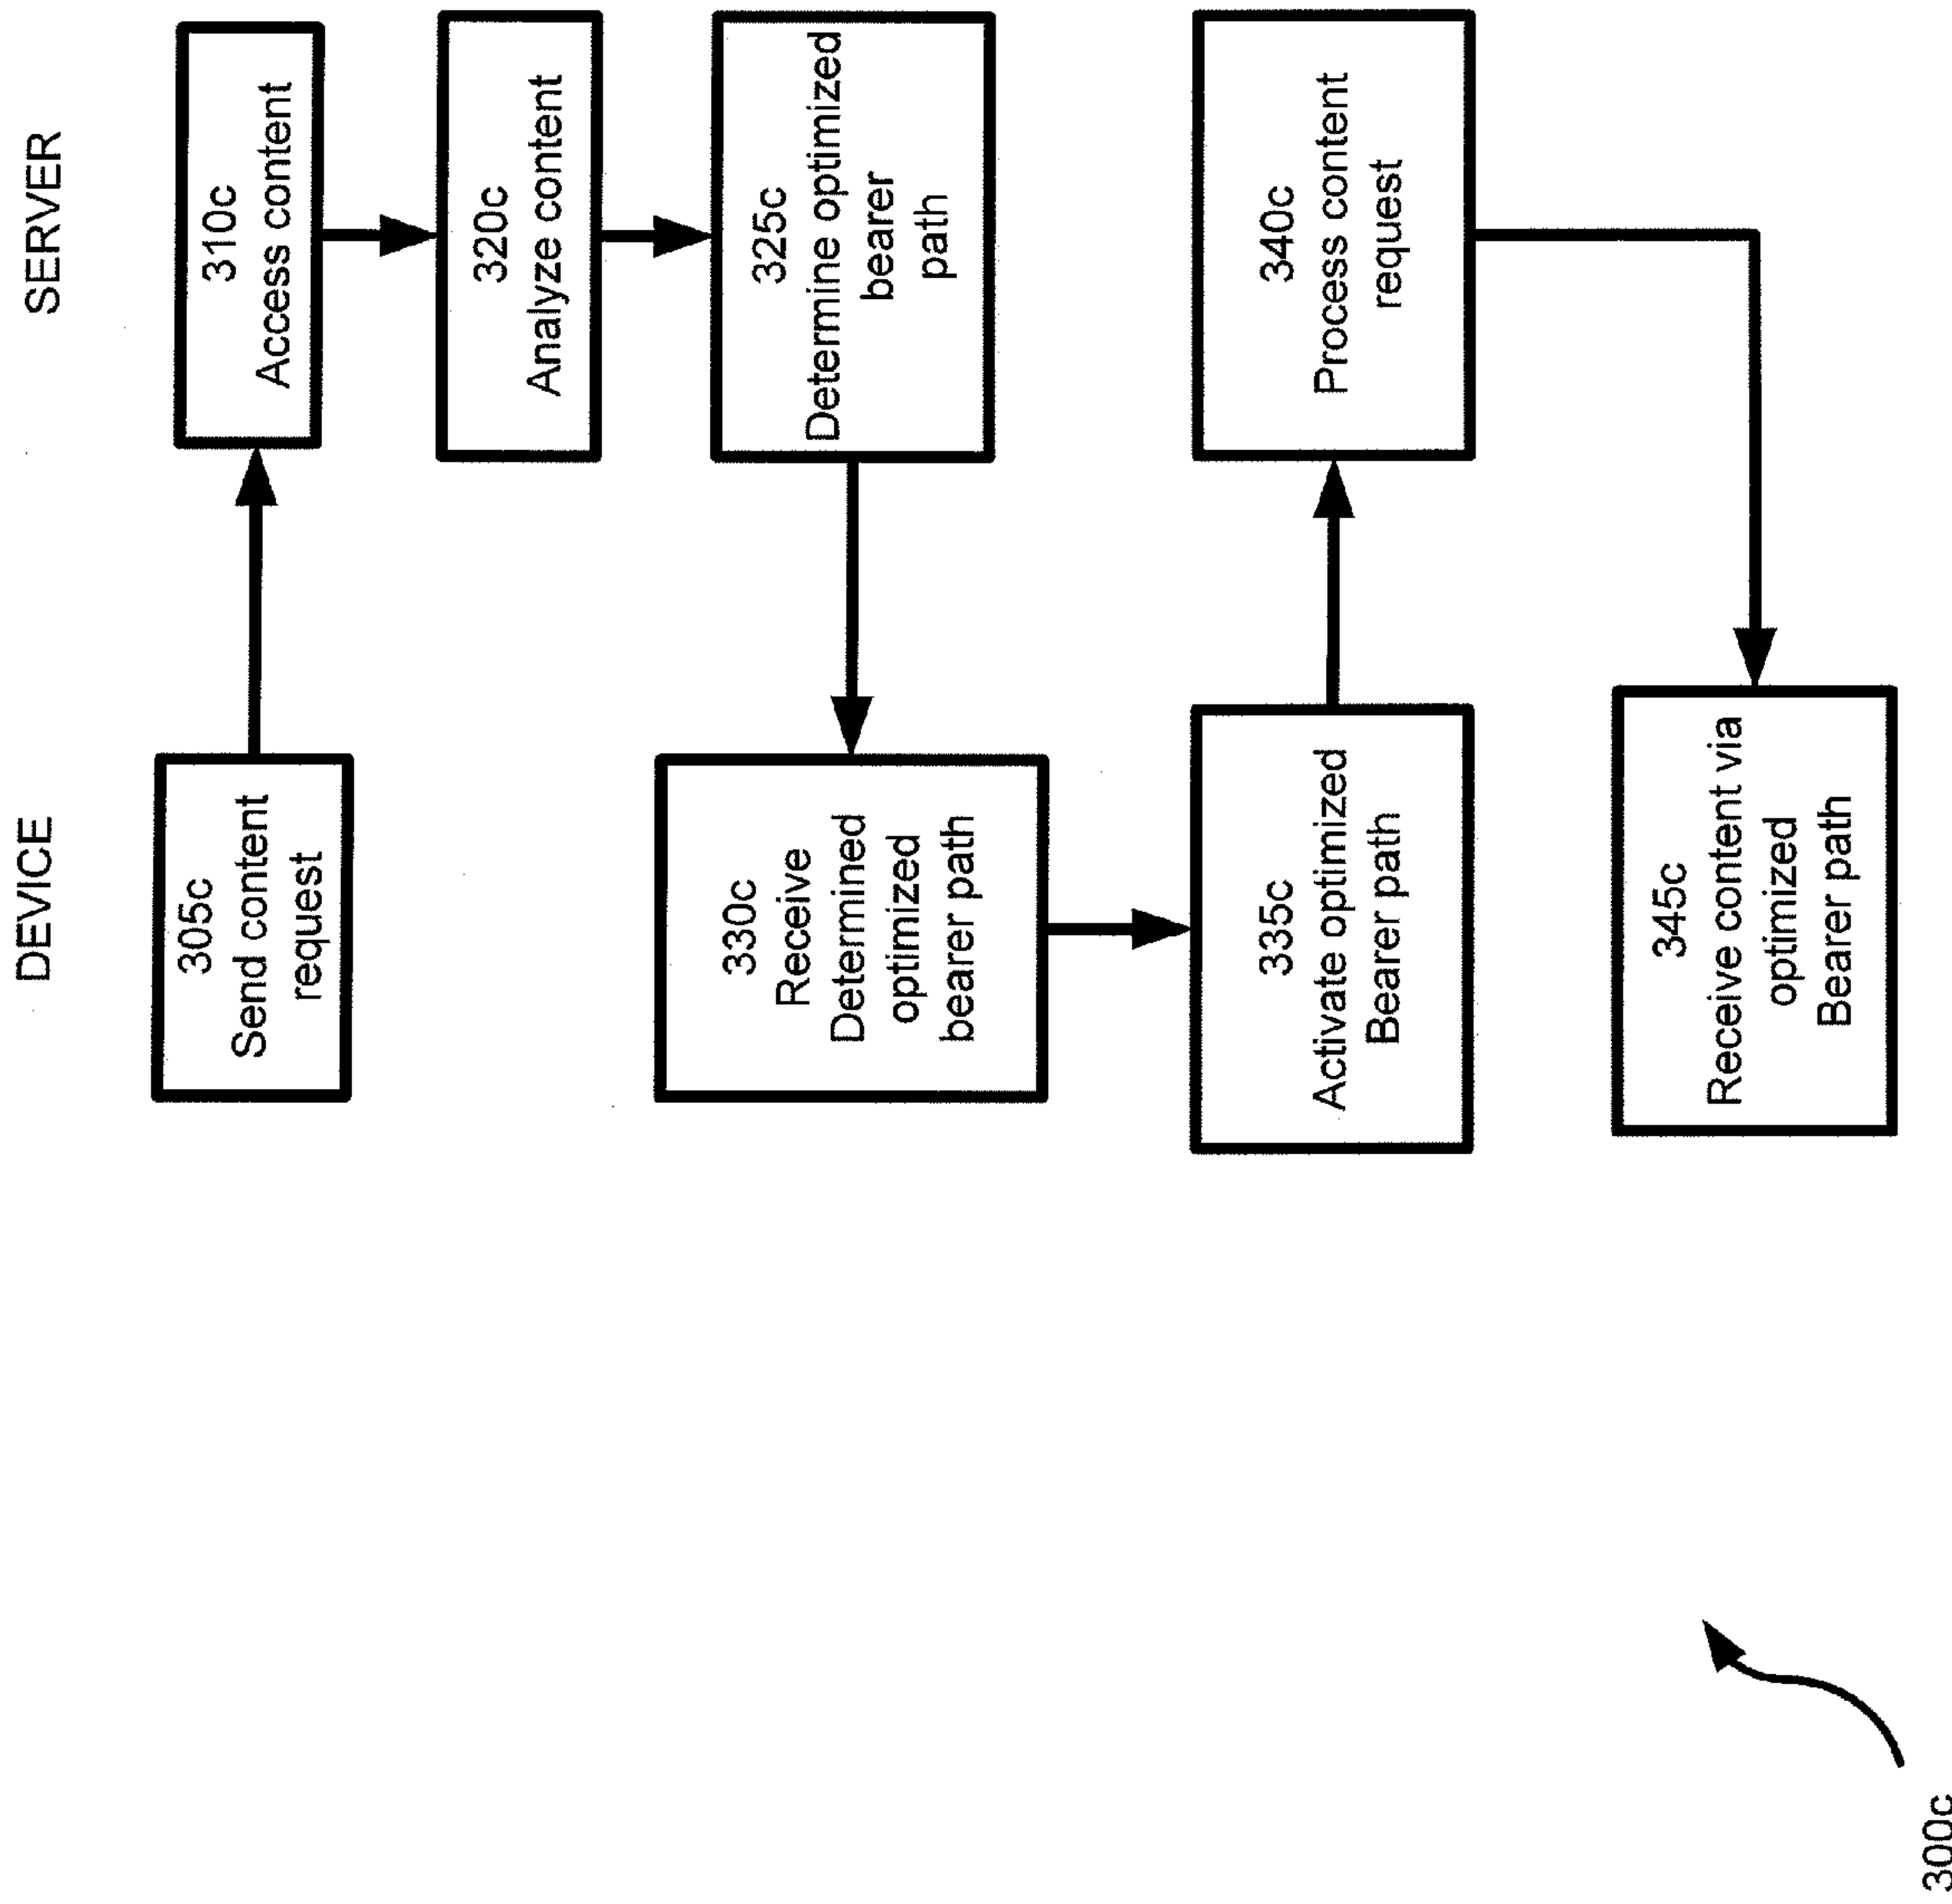 DEVICE
SERVER
305c
Send content
request
310c
Access content
320c
Analyze content
325c
Determine optimized
bearer
path
330c
Receive
Determined
optimized
bearer path
335c
Activate optimized
Bearer path
340c
Process content
request
345c
Receive content via
optimized
Bearer path
300c